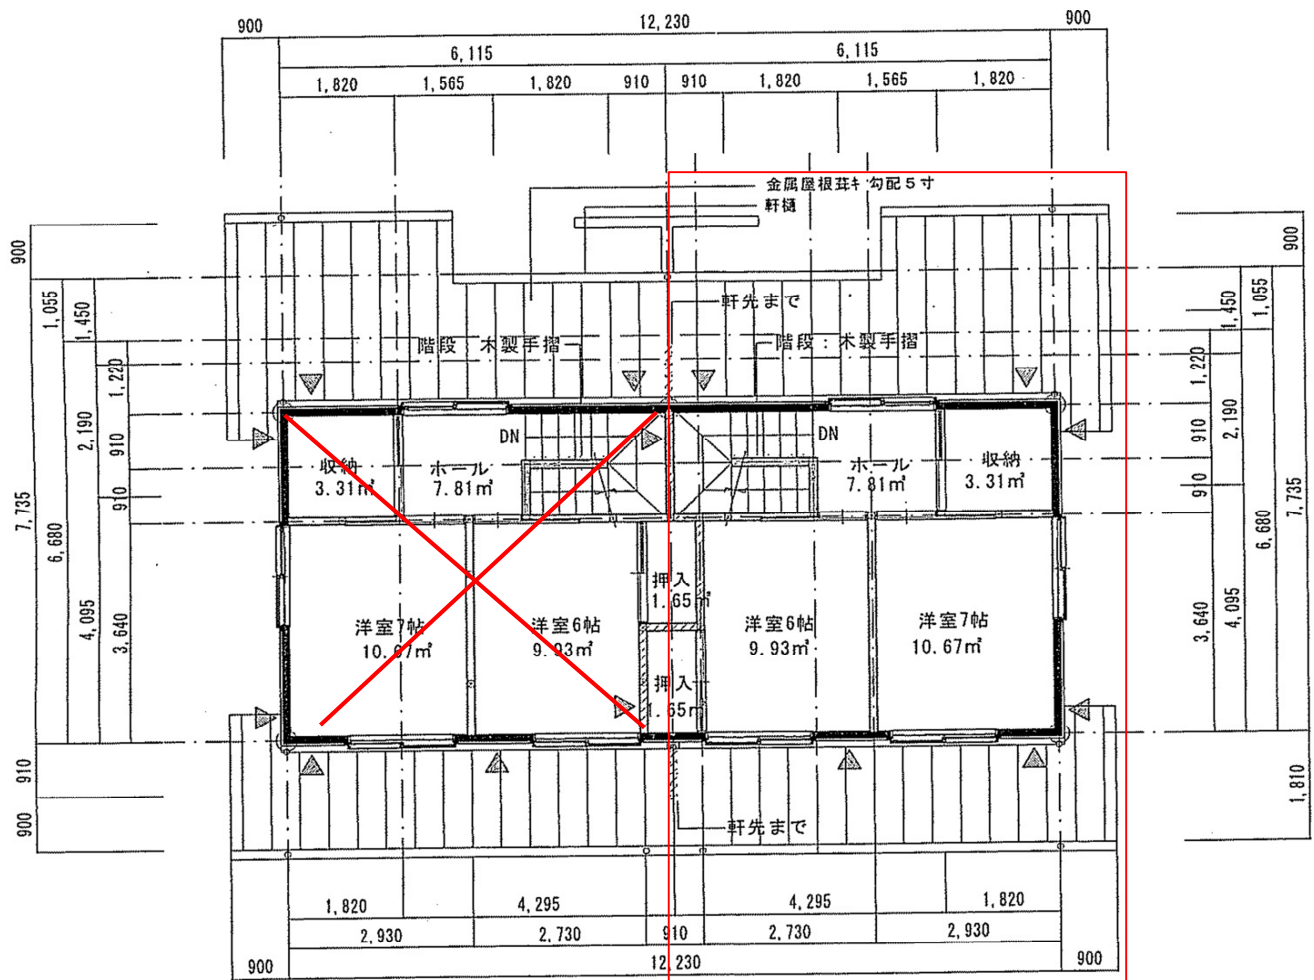 900 12,230 900
6,115 6,115
1,820 1,565 1,820 910 910 1,820 1,565 1,820
金属屋根葺キ 勾配5寸
軒樋
軒先まで
階段:木製手摺 階段:木製手摺
900 900
1,055 1,450 1,450 1,055
1,220 1,220
7,735 6,680 2,190 910 910 2,190 6,680 7,735
910 910
4,095 3,640 3,640 4,095
DN DN
収納 ホール ホール 収納
3.31㎡ 7.81㎡ 7.81㎡ 3.31㎡
押入
1.65㎡
洋室7帖 洋室6帖 洋室6帖 洋室7帖
10.67㎡ 9.93㎡ 9.93㎡ 10.67㎡
押入
1.65㎡
910 1,810
900
軒先まで
1,820 4,295 4,295 1,820
2,930 2,730 910 2,730 2,930
900 12,230 900